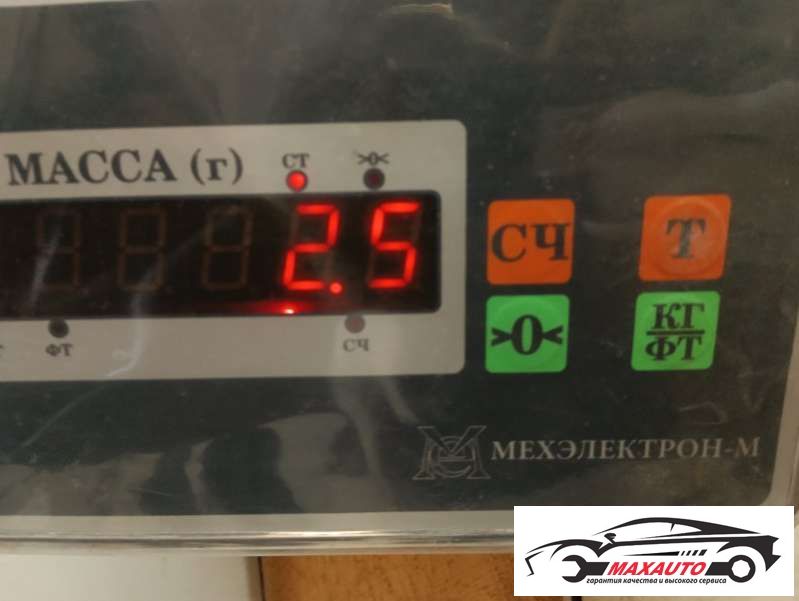 МАССА (г)
СТ
>0<
2.5
ФТ
СЧ
СЧ
Т
>0<
КГ
ФТ
МЕХЭЛЕКТРОН-М
MAXAUTO
гарантия качества и высокого сервиса